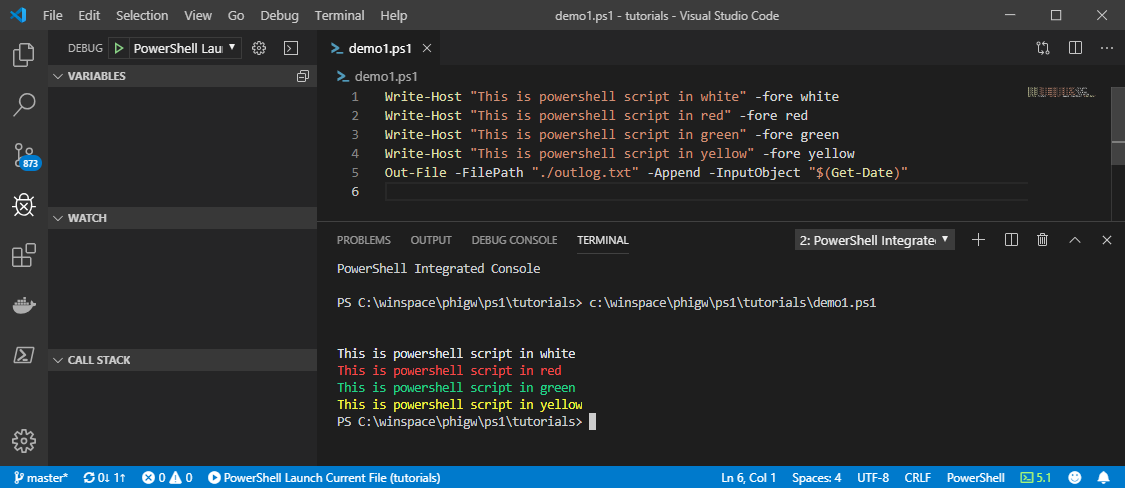 File Edit Selection View Go Debug Terminal Help demo1.ps1 - tutorials - Visual Studio Code
DEBUG PowerShell Lau
VARIABLES
873
WATCH
CALL STACK
demo1.ps1
demo1.ps1
1 Write-Host "This is powershell script in white" -fore white
2 Write-Host "This is powershell script in red" -fore red
3 Write-Host "This is powershell script in green" -fore green
4 Write-Host "This is powershell script in yellow" -fore yellow
5 Out-File -FilePath "./outlog.txt" -Append -InputObject "$(Get-Date)"
6
PROBLEMS OUTPUT DEBUG CONSOLE TERMINAL 2: PowerShell Integrate
PowerShell Integrated Console
PS C:\winspace\phigw\ps1\tutorials> c:\winspace\phigw\ps1\tutorials\demo1.ps1
This is powershell script in white
This is powershell script in red
This is powershell script in green
This is powershell script in yellow
PS C:\winspace\phigw\ps1\tutorials>
master* 0↓ 1↑ 0 0 PowerShell Launch Current File (tutorials) Ln 6, Col 1 Spaces: 4 UTF-8 CRLF PowerShell 5.1